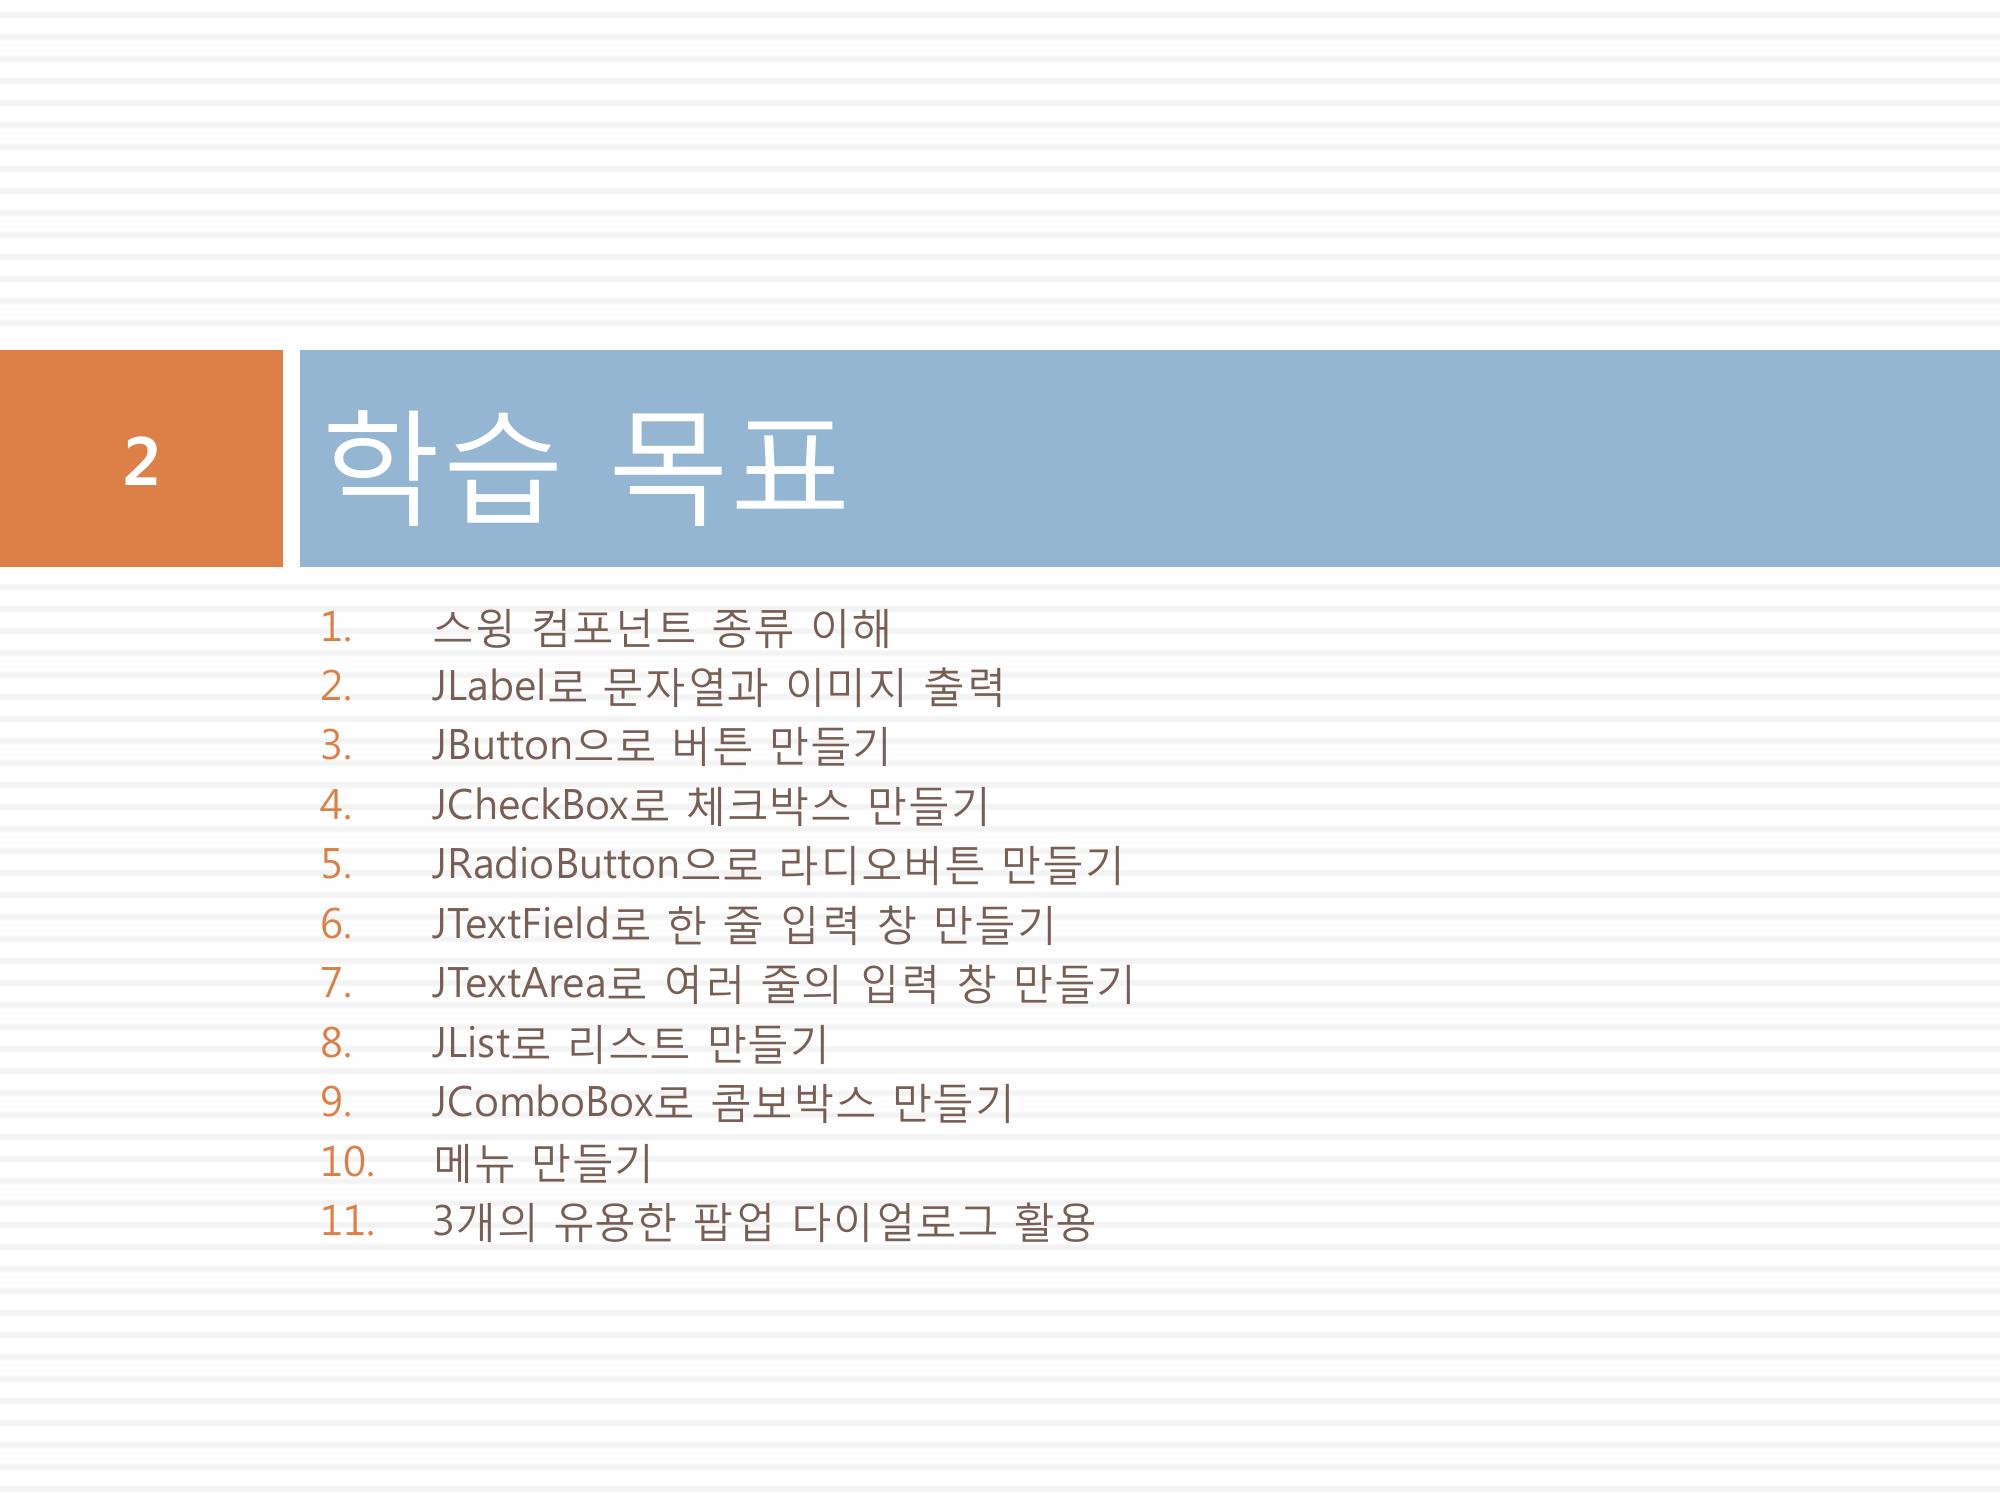 2
학습 목표
1. 스윙 컴포넌트 종류 이해
2. JLabel로 문자열과 이미지 출력
3. JButton으로 버튼 만들기
4. JCheckBox로 체크박스 만들기
5. JRadioButton으로 라디오버튼 만들기
6. JTextField로 한 줄 입력 창 만들기
7. JTextArea로 여러 줄의 입력 창 만들기
8. JList로 리스트 만들기
9. JComboBox로 콤보박스 만들기
10. 메뉴 만들기
11. 3개의 유용한 팝업 다이얼로그 활용